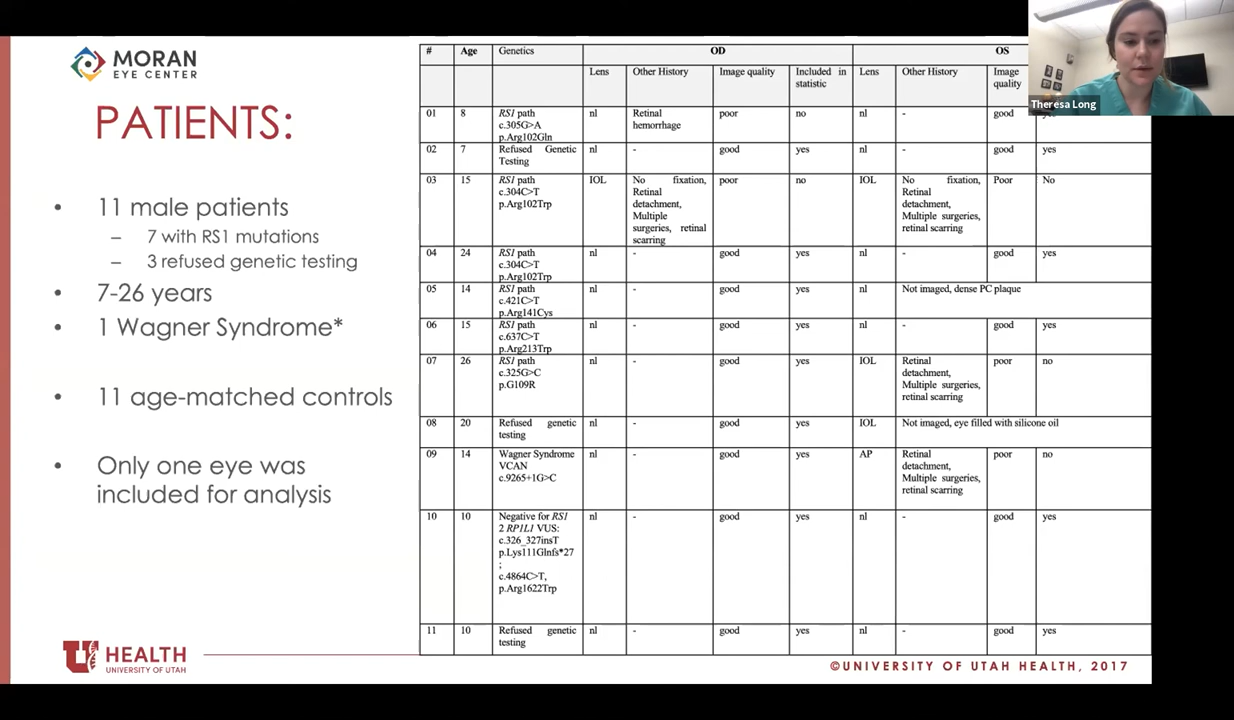 MORAN
EYE CENTER
PATIENTS:
• 11 male patients
– 7 with RS1 mutations
– 3 refused genetic testing
• 7-26 years
• 1 Wagner Syndrome*
• 11 age-matched controls
• Only one eye was
included for analysis
# Age Genetics OD OS
Lens Other History Image quality Included in Lens Other History Image
statistic quality
01 8 RS1 path nl Retinal poor no nl - good
c.305G>A hemorrhage
p.Arg102Gln
02 7 Refused Genetic nl - good yes nl - good yes
Testing
03 15 RS1 path IOL No fixation, poor no IOL No fixation, Poor No
c.304C>T Retinal Retinal
p.Arg102Trp detachment, detachment,
Multiple Multiple surgeries,
surgeries, retinal retinal scarring
scarring
04 24 RS1 path nl - good yes nl - good yes
c.304C>T
p.Arg102Trp
05 14 RS1 path nl - good yes nl Not imaged, dense PC plaque
c.421C>T
p.Arg141Cys
06 15 RS1 path nl - good yes nl - good yes
c.637C>T
p.Arg213Trp
07 26 RS1 path nl - good yes IOL Retinal poor no
c.325G>C detachment,
p.G109R Multiple surgeries,
retinal scarring
08 20 Refused genetic nl - good yes IOL Not imaged, eye filled with silicone oil
testing
09 14 Wagner Syndrome nl - good yes AP Retinal poor no
VCAN detachment,
c.9265+1G>C Multiple surgeries,
retinal scarring
10 10 Negative for RS1 nl - good yes nl - good yes
2 RP1L1 VUS:
c.326_327insT
p.Lys111Glnfs*27
;
c.4864C>T,
p.Arg1622Trp
11 10 Refused genetic nl - good yes nl - good yes
testing
Theresa Long
U HEALTH
UNIVERSITY OF UTAH
©UNIVERSITY OF UTAH HEALTH, 2017